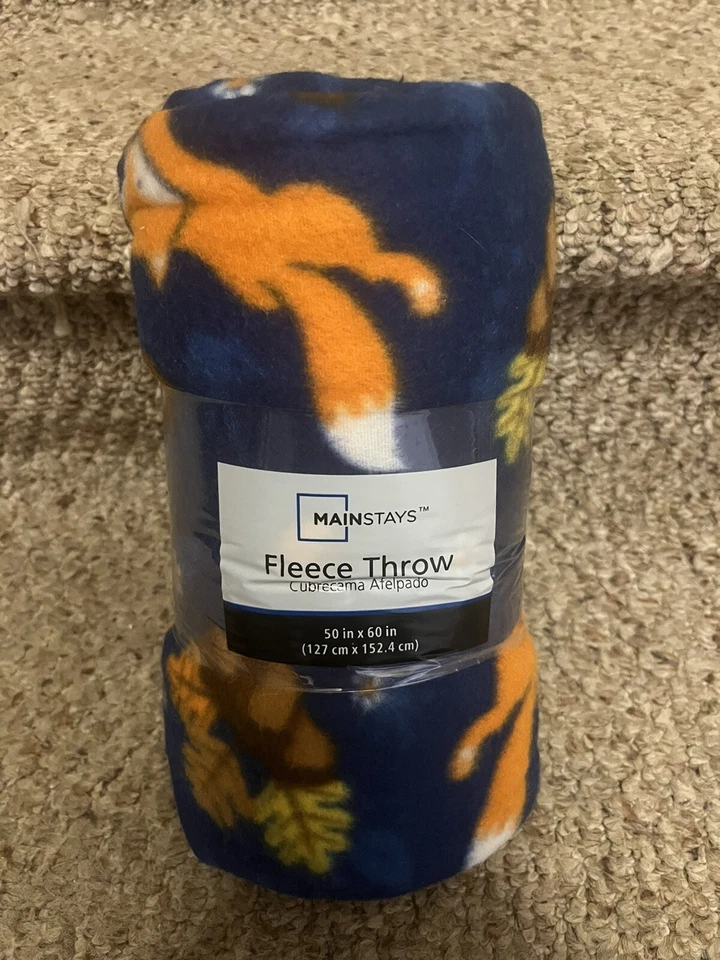 MAINSTAYS™
Fleece Throw
Cubrecama Afelpado
50 in x 60 in
(127 cm x 152.4 cm)